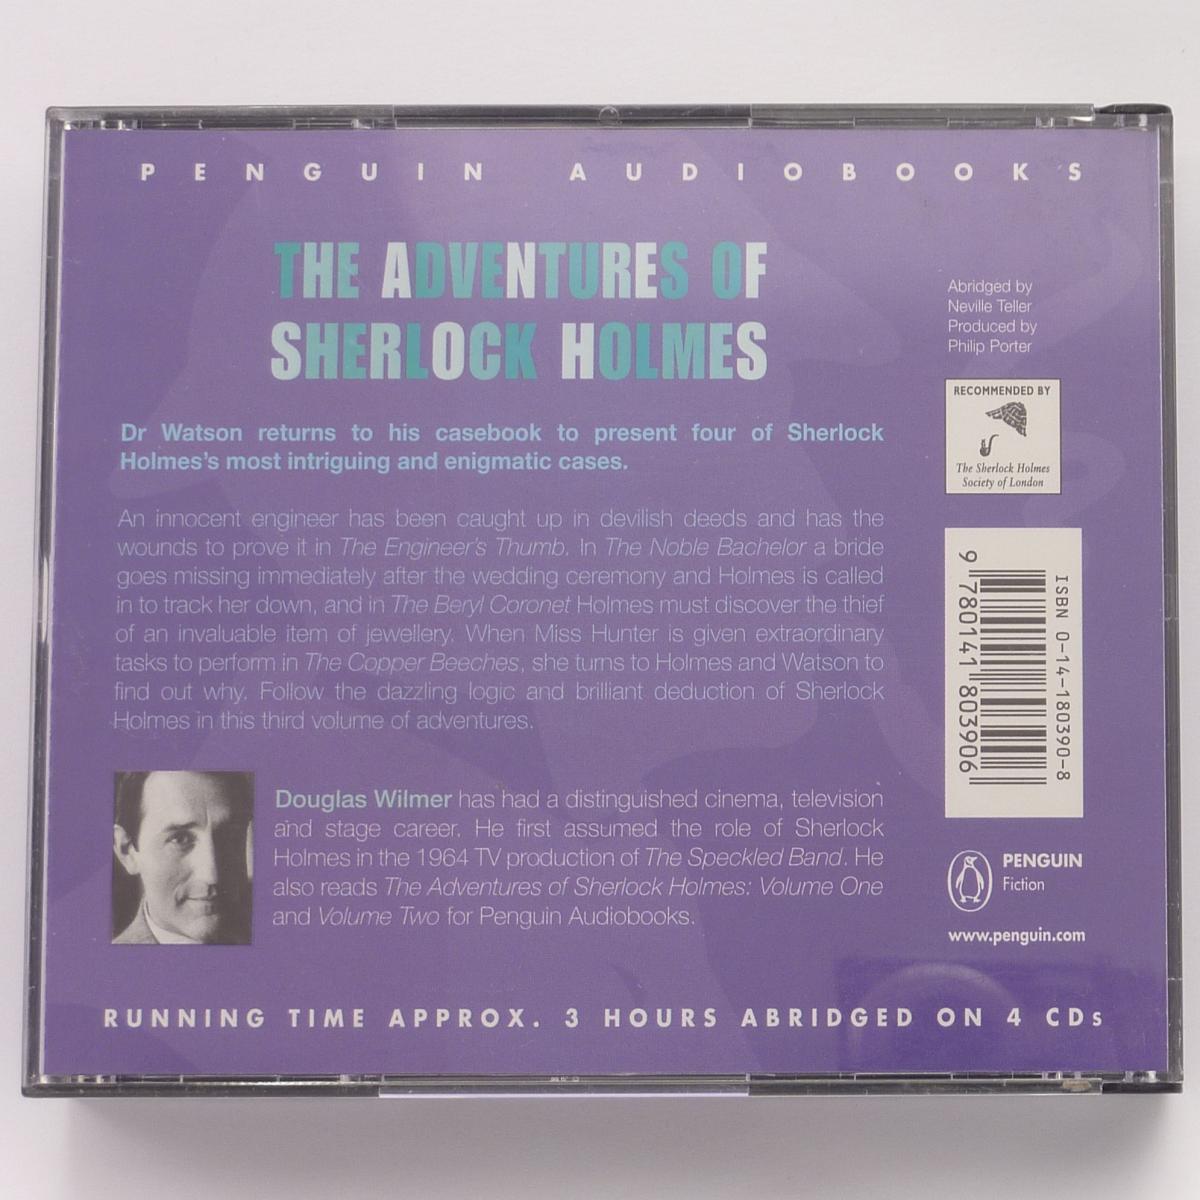 PENGUIN AUDIOBOOKS
THE ADVENTURES OF
SHERLOCK HOLMES
Dr Watson returns to his casebook to present four of Sherlock
Holmes's most intriguing and enigmatic cases.
An innocent engineer has been caught up in devilish deeds and has the
wounds to prove it in The Engineer's Thumb. In The Noble Bachelor a bride
goes missing immediately after the wedding ceremony and Holmes is called
in to track her down, and in The Beryl Coronet Holmes must discover the thief
of an invaluable item of jewellery. When Miss Hunter is given extraordinary
tasks to perform in The Copper Beeches, she turns to Holmes and Watson to
find out why. Follow the dazzling logic and brilliant deduction of Sherlock
Holmes in this third volume of adventures.
Douglas Wilmer has had a distinguished cinema, television
and stage career. He first assumed the role of Sherlock
Holmes in the 1964 TV production of The Speckled Band. He
also reads The Adventures of Sherlock Holmes: Volume One
and Volume Two for Penguin Audiobooks.
Abridged by
Neville Teller
Produced by
Philip Porter
RECOMMENDED BY
The Sherlock Holmes
Society of London
ISBN 0-14-180390-8
9 780141 803906
PENGUIN
Fiction
www.penguin.com
RUNNING TIME APPROX. 3 HOURS ABRIDGED ON 4 CDs